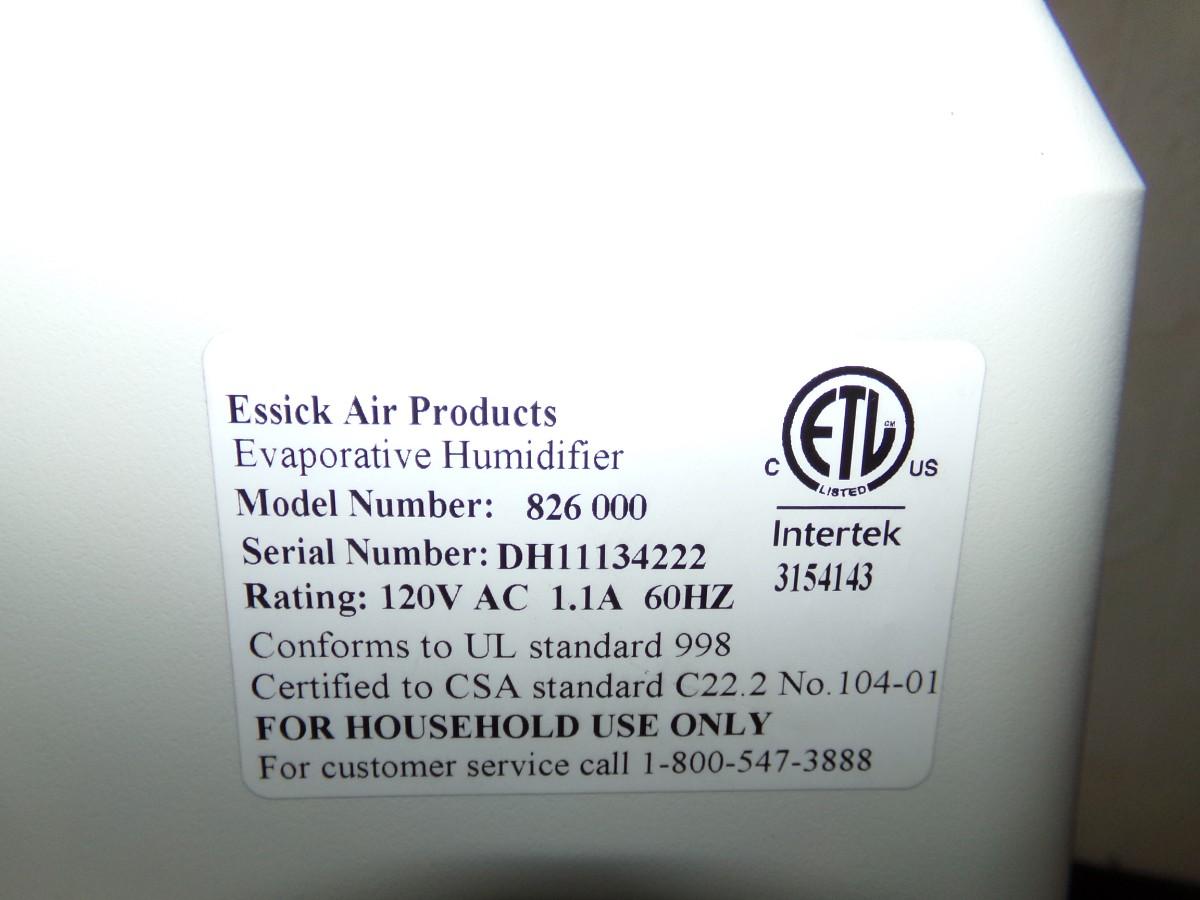 Essick Air Products
Evaporative Humidifier
Model Number: 826 000
Serial Number: DH11134222
Rating: 120V AC 1.1A 60HZ
Conforms to UL standard 998
Certified to CSA standard C22.2 No.104-01
FOR HOUSEHOLD USE ONLY
For customer service call 1-800-547-3888
ETL CM
C US
LISTED
Intertek
3154143